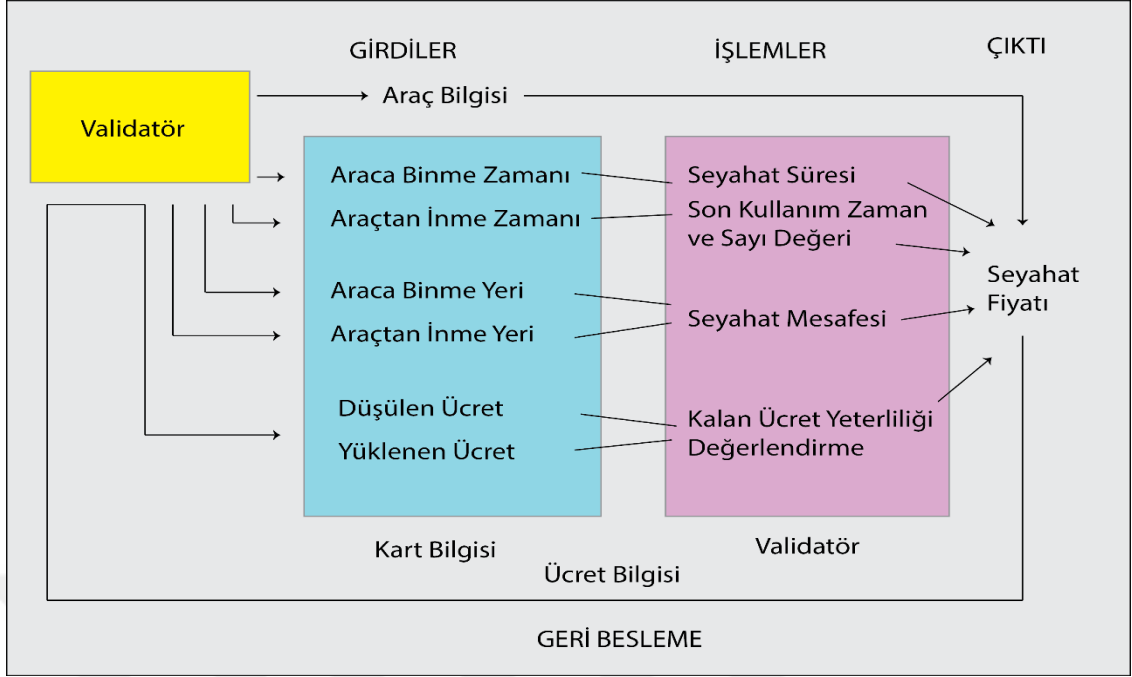 GİRDİLER
İŞLEMLER
ÇIKTI
Araç Bilgisi
Validatör
Araca Binme Zamanı
Seyahat Süresi
Araçtan İnme Zamanı
Son Kullanım Zaman
ve Sayı Değeri
Seyahat
Fiyatı
Araca Binme Yeri
Seyahat Mesafesi
Araçtan İnme Yeri
Düşülen Ücret
Kalan Ücret Yeterliliği
Yüklenen Ücret
Değerlendirme
Kart Bilgisi
Validatör
Ücret Bilgisi
GERİ BESLEME